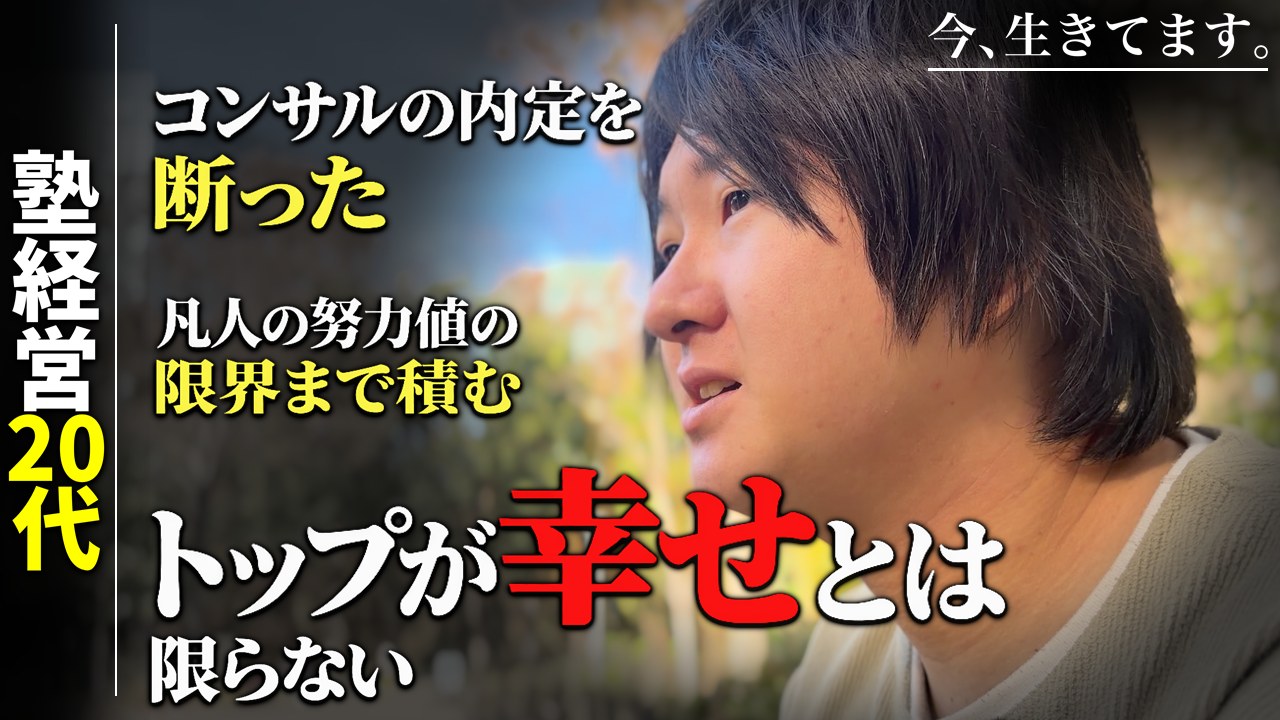 今、生きてます。
塾経営20代
コンサルの内定を
断った
凡人の努力値の
限界まで積む
トップが幸せとは
限らない